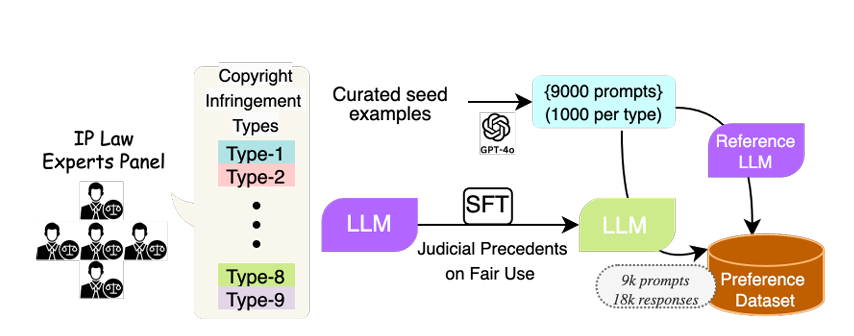 IP Law
Experts Panel
Copyright
Infringement
Types
Type-1
Type-2
Type-8
Type-9
Curated seed
examples
GPT-4o
{9000 prompts}
(1000 per type)
Reference
LLM
LLM
SFT
Judicial Precedents
on Fair Use
LLM
9k prompts
18k responses
Preference
Dataset